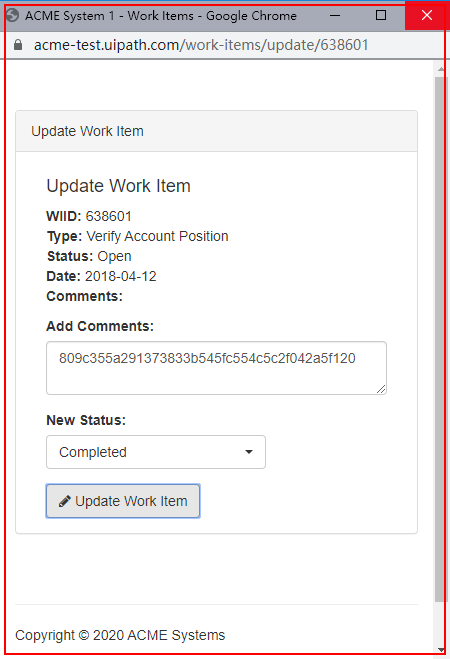 ACME System 1 - Work Items - Google Chrome
acme-test.uipath.com/work-items/update/638601
Update Work Item
Update Work Item
WIID: 638601
Type: Verify Account Position
Status: Open
Date: 2018-04-12
Comments:
Add Comments:
809c355a291373833b545fc554c5c2f042a5f120
New Status:
Completed
Update Work Item
Copyright © 2020 ACME Systems